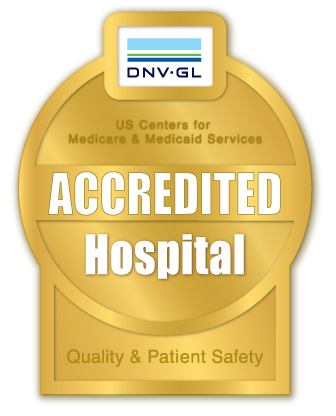 DNV·GL
US Centers for
Medicare & Medicaid Services
ACCREDITED
Hospital
Quality & Patient Safety